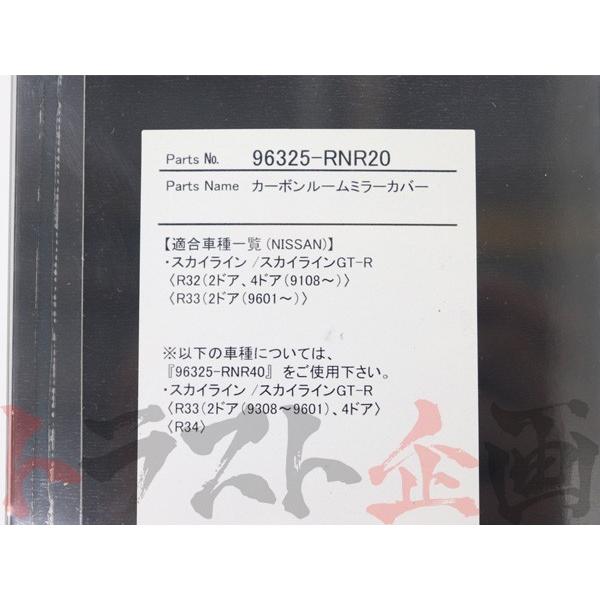 Parts No. 96325-RNR20
Parts Name カーボンルームミラーカバー
【適合車種一覧(NISSAN)】
・スカイライン /スカイラインGT-R
〈R32(2ドア、4ドア(9108～)〉
〈R33(2ドア(9601～)〉
※以下の車種については、
『96325-RNR40』 をご使用下さい。
・スカイライン /スカイラインGT-R
〈R33(2ドア(9308～9601)、4ドア〉
〈R34〉
トラスト企画